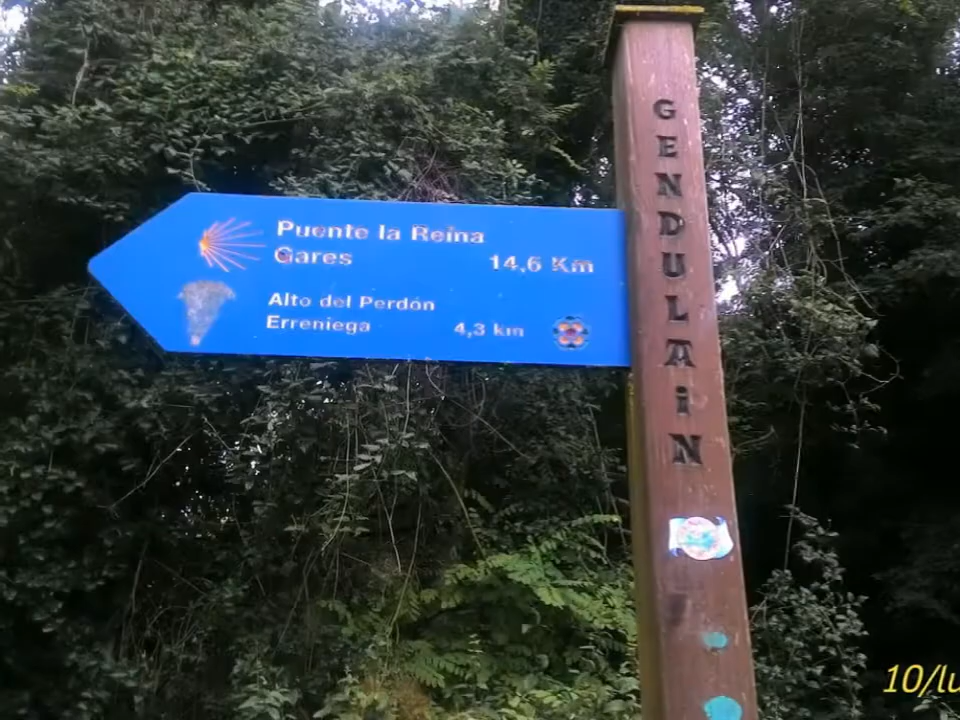 Puente la Reina
Gares 14,6 Km
Alto del Perdón
Erreniega 4,3 km
GENDULAiN
10/lu